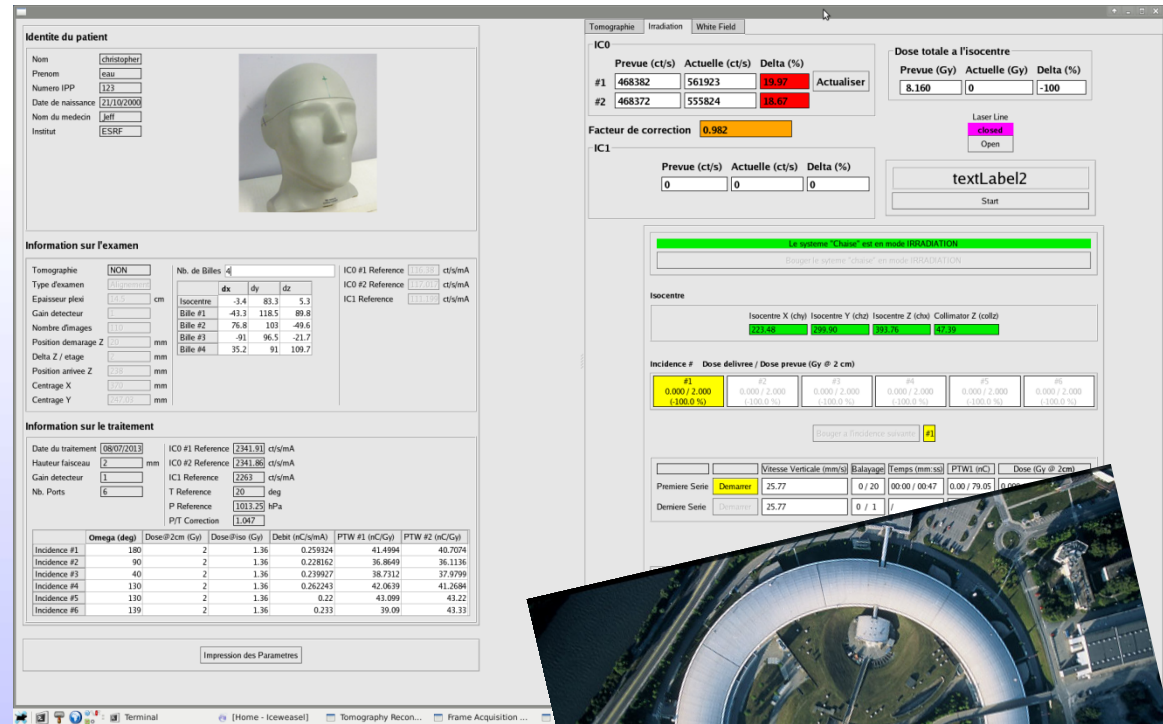 Identite du patient
Nom christopher
Prenom eau
Numero IPP 123
Date de naissance 21/10/2000
Nom du medecin Jeff
Institut ESRF
Information sur l'examen
Tomographie NON
Type d'examen Alignement
Epaisseur plexi 14.5 cm
Gain detecteur 1
Nombre d'images 110
Position demarage Z 20 mm
Delta Z / etage 2 mm
Position arrivee Z 238 mm
Centrage X 370 mm
Centrage Y 247.03 mm
Nb. de Billes 4
dx dy dz
Isocentre -3.4 83.3 5.3
Bille #1 -43.3 118.5 89.8
Bille #2 76.8 103 -49.6
Bille #3 -91 96.5 -21.7
Bille #4 35.2 91 109.7
IC0 #1 Reference ct/s/mA
IC0 #2 Reference ct/s/mA
IC1 Reference ct/s/mA
Information sur le traitement
Date du traitement 08/07/2013
Hauteur faisceau 2 mm
Gain detecteur 1
Nb. Ports 6
IC0 #1 Reference 2341.91 ct/s/mA
IC0 #2 Reference 2341.86 ct/s/mA
IC1 Reference 2263 ct/s/mA
T Reference 20 deg
P Reference 1013.25 hPa
P/T Correction 1.047
Omega (deg) Dose@2cm (Gy) Dose@iso (Gy) Debit (nC/s/mA) PTW #1 (nC/Gy) PTW #2 (nC/Gy)
Incidence #1 180 2 1.36 0.259324 41.4994 40.7074
Incidence #2 90 2 1.36 0.228162 36.8649 36.1136
Incidence #3 40 2 1.36 0.239927 38.7312 37.9799
Incidence #4 130 2 1.36 0.262243 42.0639 41.2684
Incidence #5 130 2 1.36 0.22 43.099 43.22
Incidence #6 139 2 1.36 0.233 39.09 43.33
Impression des Parametres
Tomographie Irradiation White Field
IC0
Prevue (ct/s) Actuelle (ct/s) Delta (%)
#1 468382 561923 19.97 Actualiser
#2 468372 555824 18.67
Facteur de correction 0.982
IC1
Prevue (ct/s) Actuelle (ct/s) Delta (%)
0 0 0
Dose totale a l'isocentre
Prevue (Gy) Actuelle (Gy) Delta (%)
8.160 0 -100
Laser Line
closed
Open
textLabel2
Start
Le systeme "Chaise" est en mode IRRADIATION
Bouger le syteme "chaise" en mode IRRADIATION
Isocentre
Isocentre X (chy) Isocentre Y (chz) Isocentre Z (chx) Collimator Z (collz)
223.48 299.90 393.76 47.39
Incidence # Dose delivree / Dose prevue (Gy @ 2 cm)
#1 #2 #3 #4 #5 #6
0.000 / 2.000 0.000 / 2.000 0.000 / 2.000 0.000 / 2.000 0.000 / 2.000 0.000 / 2.000
(-100.0 %) (-100.0 %) (-100.0 %) (-100.0 %) (-100.0 %) (-100.0 %)
Bouger a l'incidence suivante #1
Vitesse Verticale (mm/s) Balayage Temps (mm:ss) PTW1 (nC) Dose (Gy @ 2cm)
Premiere Serie Demarrer 25.77 0 / 20 00:00 / 00:47 0.00 / 79.05
Derniere Serie Demarrer 25.77 0 / 1 /
Terminal [Home - Iceweasel] Tomography Recon... Frame Acquisition ...